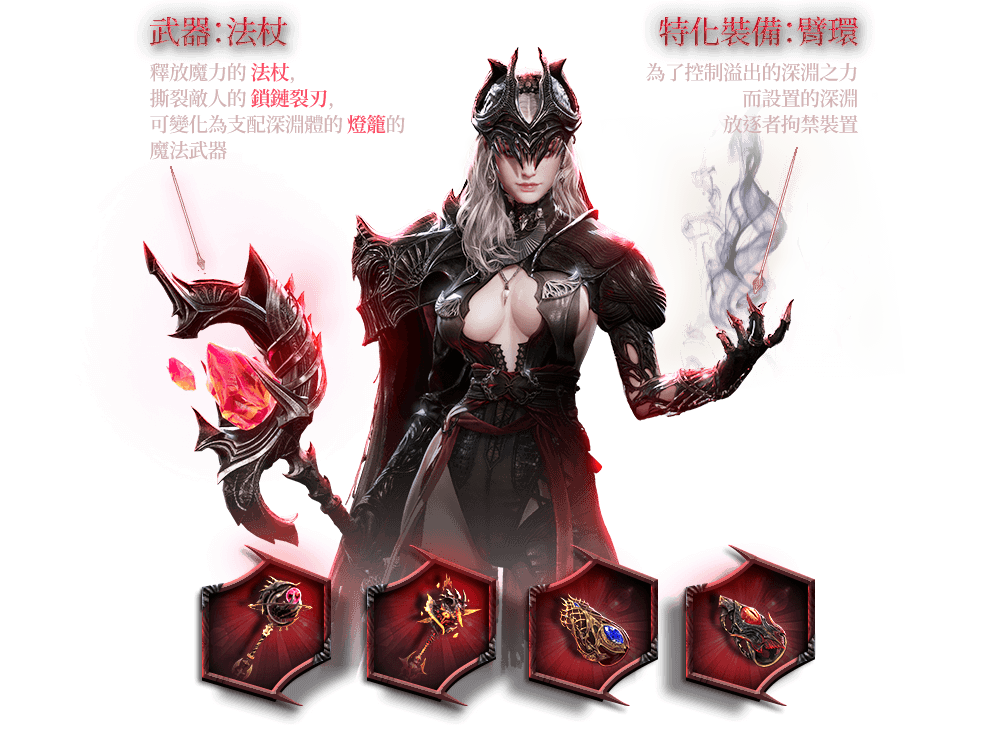 武器:法杖
釋放魔力的 法杖,
撕裂敵人的 鎖鏈裂刃,
可變化為支配深淵體的 燈籠的
魔法武器
特化裝備:臂環
為了控制溢出的深淵之力
而設置的深淵
放逐者拘禁裝置